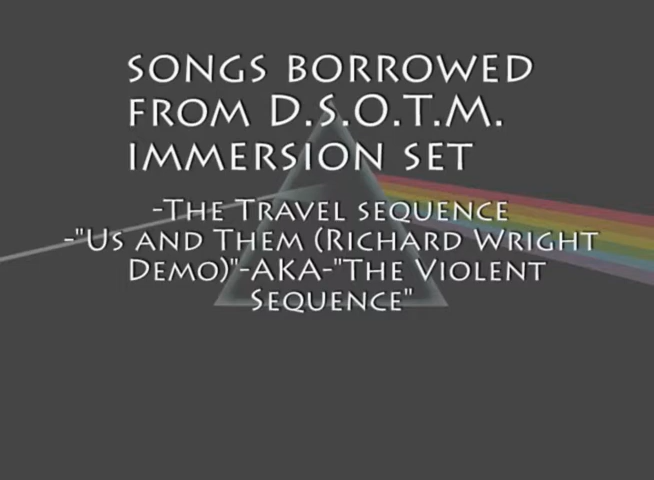 SONGS BORROWED
FROM D.S.O.T.M.
IMMERSION SET
-THE TRAVEL SEQUENCE
-"US AND THEM (RICHARD WRIGHT
DEMO)"-AKA-"THE VIOLENT
SEQUENCE"